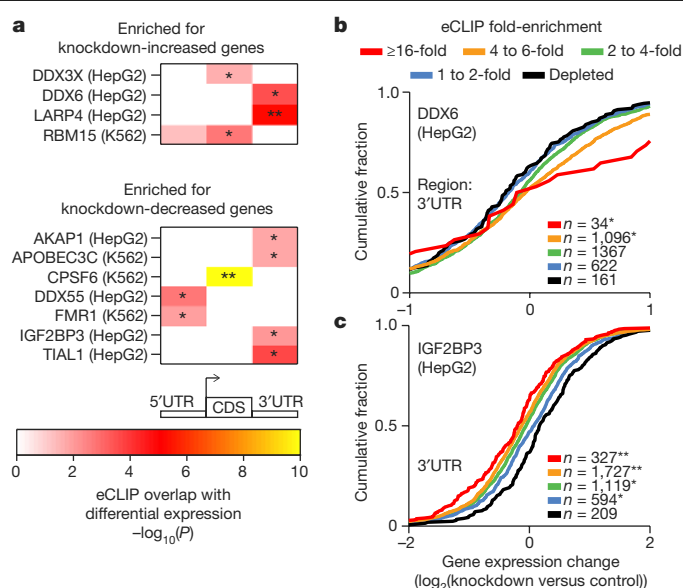 a
Enriched for
knockdown-increased genes
DDX3X (HepG2)
*
DDX6 (HepG2)
*
LARP4 (HepG2)
**
RBM15 (K562)
*
Enriched for
knockdown-decreased genes
AKAP1 (HepG2)
*
APOBEC3C (K562)
*
CPSF6 (K562)
**
DDX55 (HepG2)
*
FMR1 (K562)
*
IGF2BP3 (HepG2)
*
TIAL1 (HepG2)
*
5′UTR
CDS
3′UTR
0 2 4 6 8 10
eCLIP overlap with
differential expression
–log10(P)
b
eCLIP fold-enrichment
≥16-fold 4 to 6-fold 2 to 4-fold
1 to 2-fold Depleted
Cumulative fraction
1.0
0.5
0
DDX6
(HepG2)
Region:
3′UTR
n = 34*
n = 1,096*
n = 1367
n = 622
n = 161
–1 0 1
c
Cumulative fraction
1.0
0.5
0
IGF2BP3
(HepG2)
3′UTR
n = 327**
n = 1,727**
n = 1,119*
n = 594*
n = 209
–2 0 2
Gene expression change
(log2(knockdown versus control))